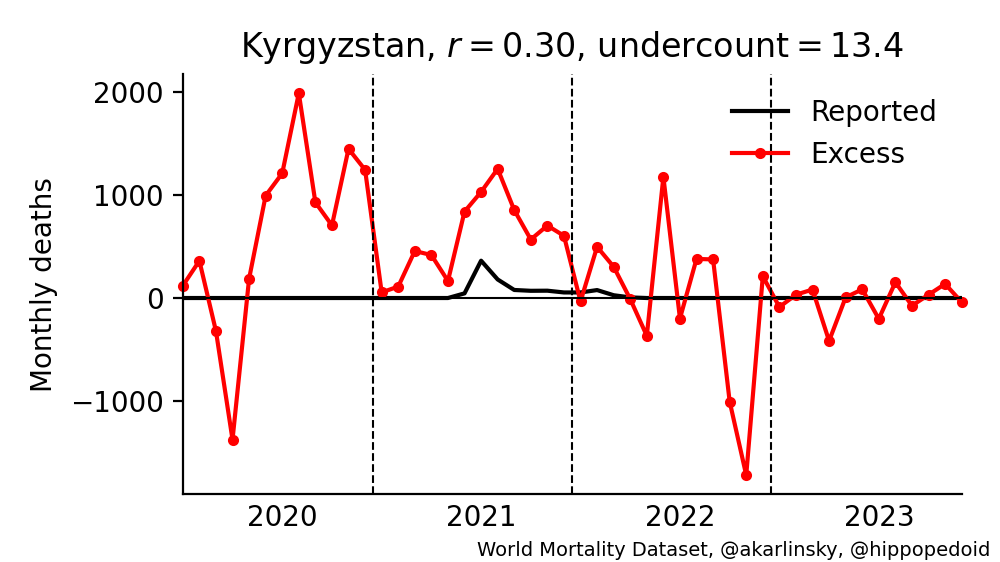 Kyrgyzstan, r = 0.30, undercount = 13.4
Monthly deaths
2000
1000
0
−1000
Reported
Excess
2020 2021 2022 2023
World Mortality Dataset, @akarlinsky, @hippopedoid